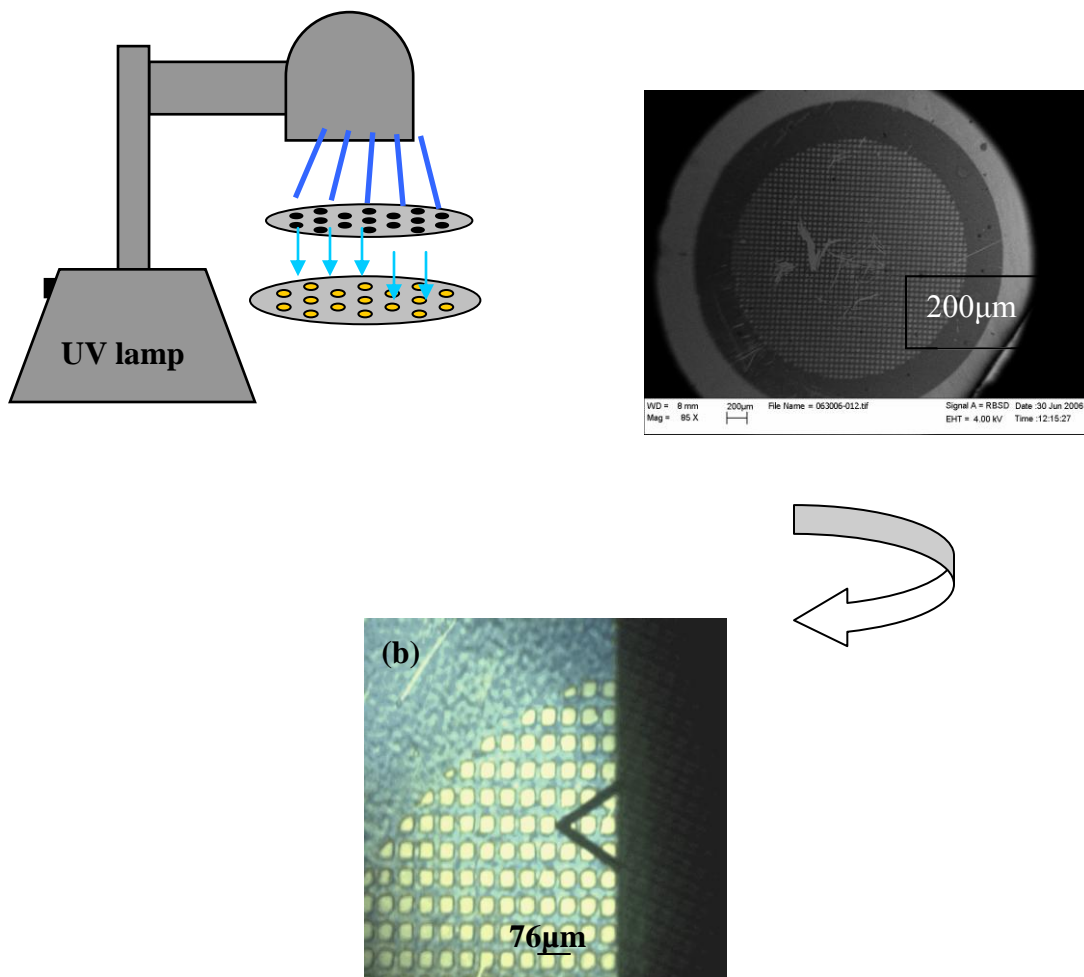 UV lamp
200µm
WD = 8 mm 200µm File Name = 063006-012.tif Signal A = RBSD Date :30 Jun 2006
Mag = 85 X EHT = 4.00 kV Time :12:15:27
(b)
76µm